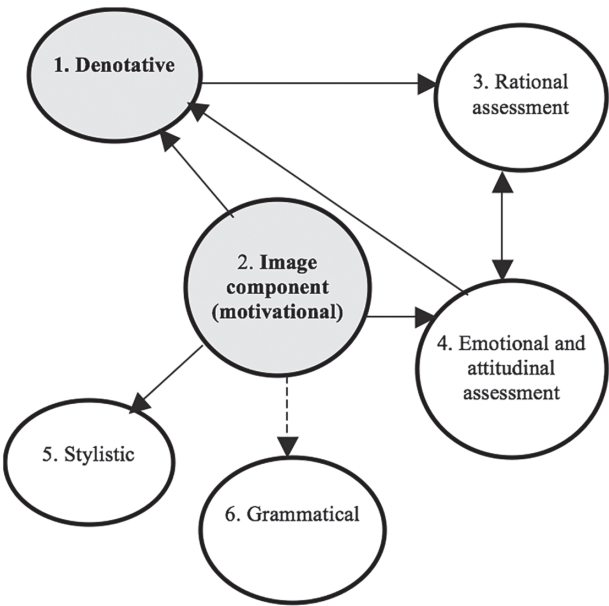 1. Denotative
3. Rational
assessment
2. Image
component
(motivational)
4. Emotional and
attitudinal
assessment
5. Stylistic
6. Grammatical